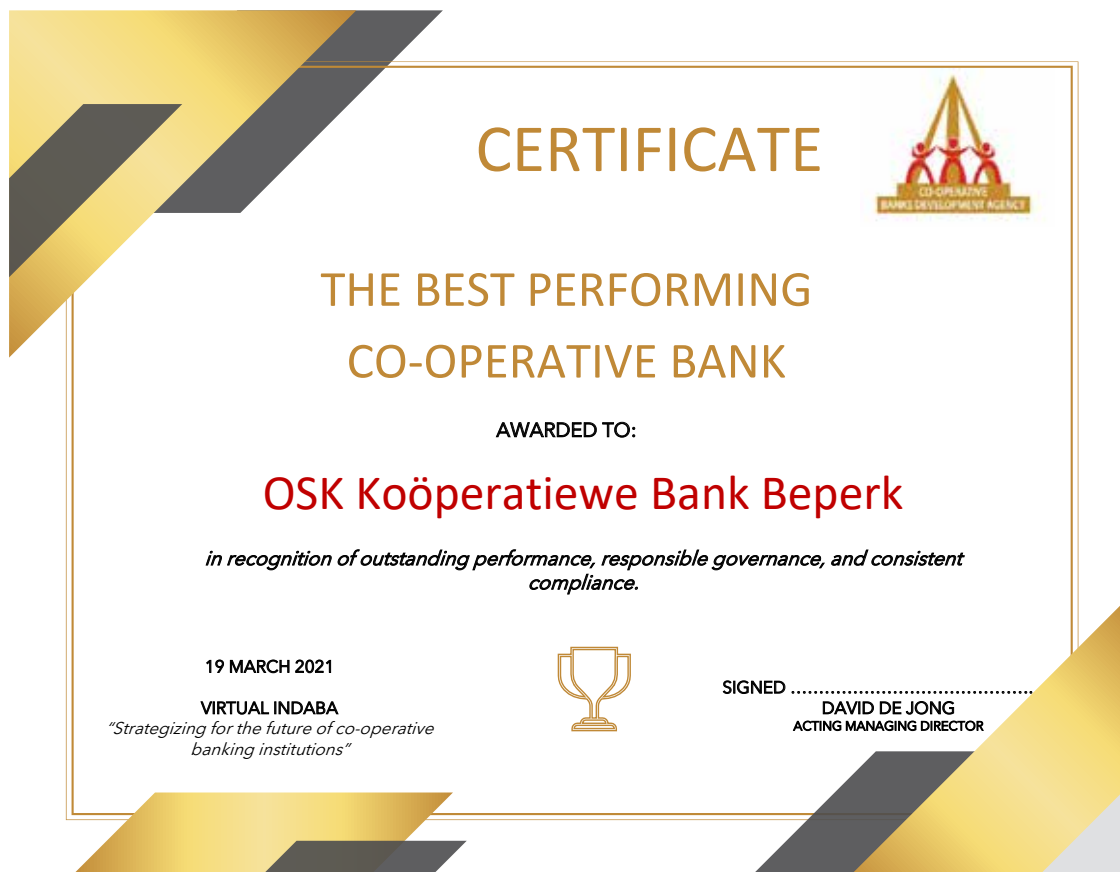 CERTIFICATE
CO-OPERATIVE
BANKS DEVELOPMENT AGENCY
THE BEST PERFORMING
CO-OPERATIVE BANK
AWARDED TO:
OSK Koöperatiewe Bank Beperk
in recognition of outstanding performance, responsible governance, and consistent
compliance.
19 MARCH 2021
VIRTUAL INDABA
“Strategizing for the future of co-operative
banking institutions”
SIGNED ...........................................
DAVID DE JONG
ACTING MANAGING DIRECTOR